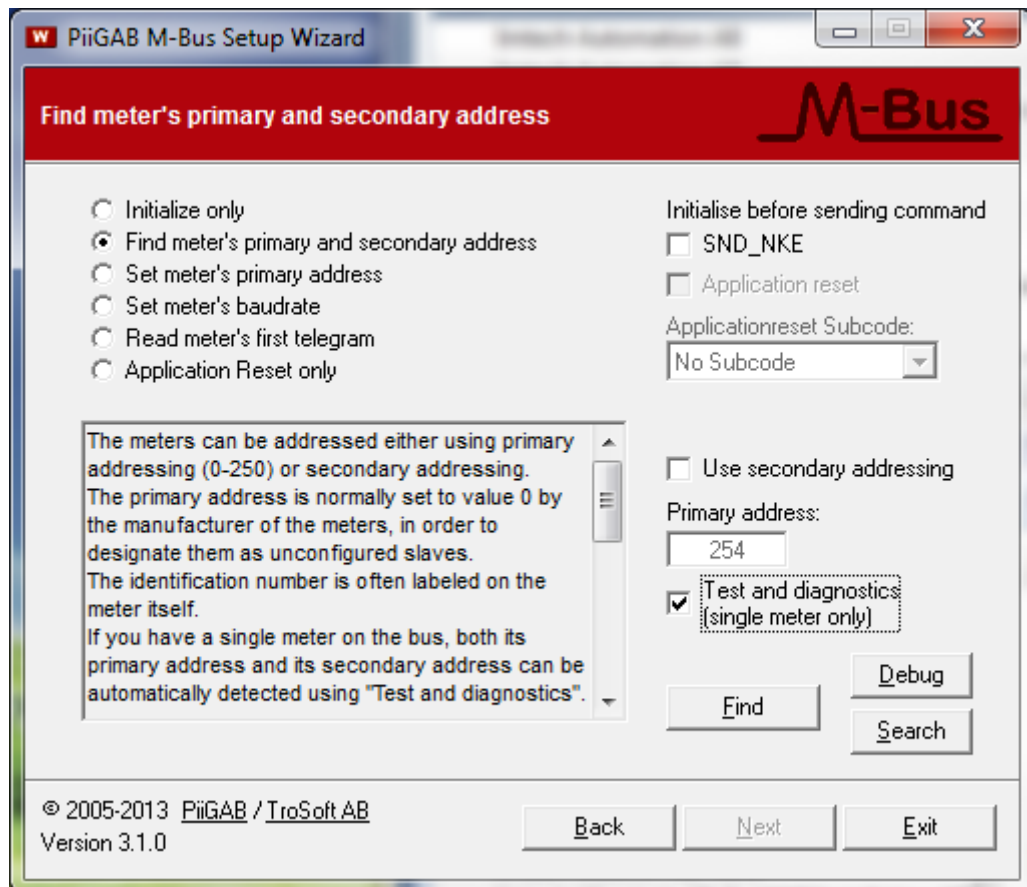 PiiGAB M-Bus Setup Wizard
Find meter's primary and secondary address
M-Bus
Initialize only
Find meter's primary and secondary address
Set meter's primary address
Set meter's baudrate
Read meter's first telegram
Application Reset only
Initialise before sending command
SND_NKE
Application reset
Applicationreset Subcode:
No Subcode
The meters can be addressed either using primary
addressing (0-250) or secondary addressing.
The primary address is normally set to value 0 by
the manufacturer of the meters, in order to
designate them as unconfigured slaves.
The identification number is often labeled on the
meter itself.
If you have a single meter on the bus, both its
primary address and its secondary address can be
automatically detected using "Test and diagnostics".
Use secondary addressing
Primary address:
254
Test and diagnostics
(single meter only)
Debug
Find
Search
© 2005-2013 PiiGAB / TroSoft AB
Version 3.1.0
Back
Next
Exit